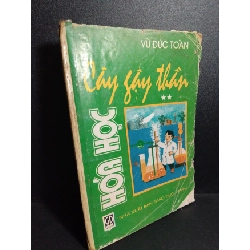 VŨ ĐỨC TOÀN
Cây gậy thần
**
HÓA HỌC